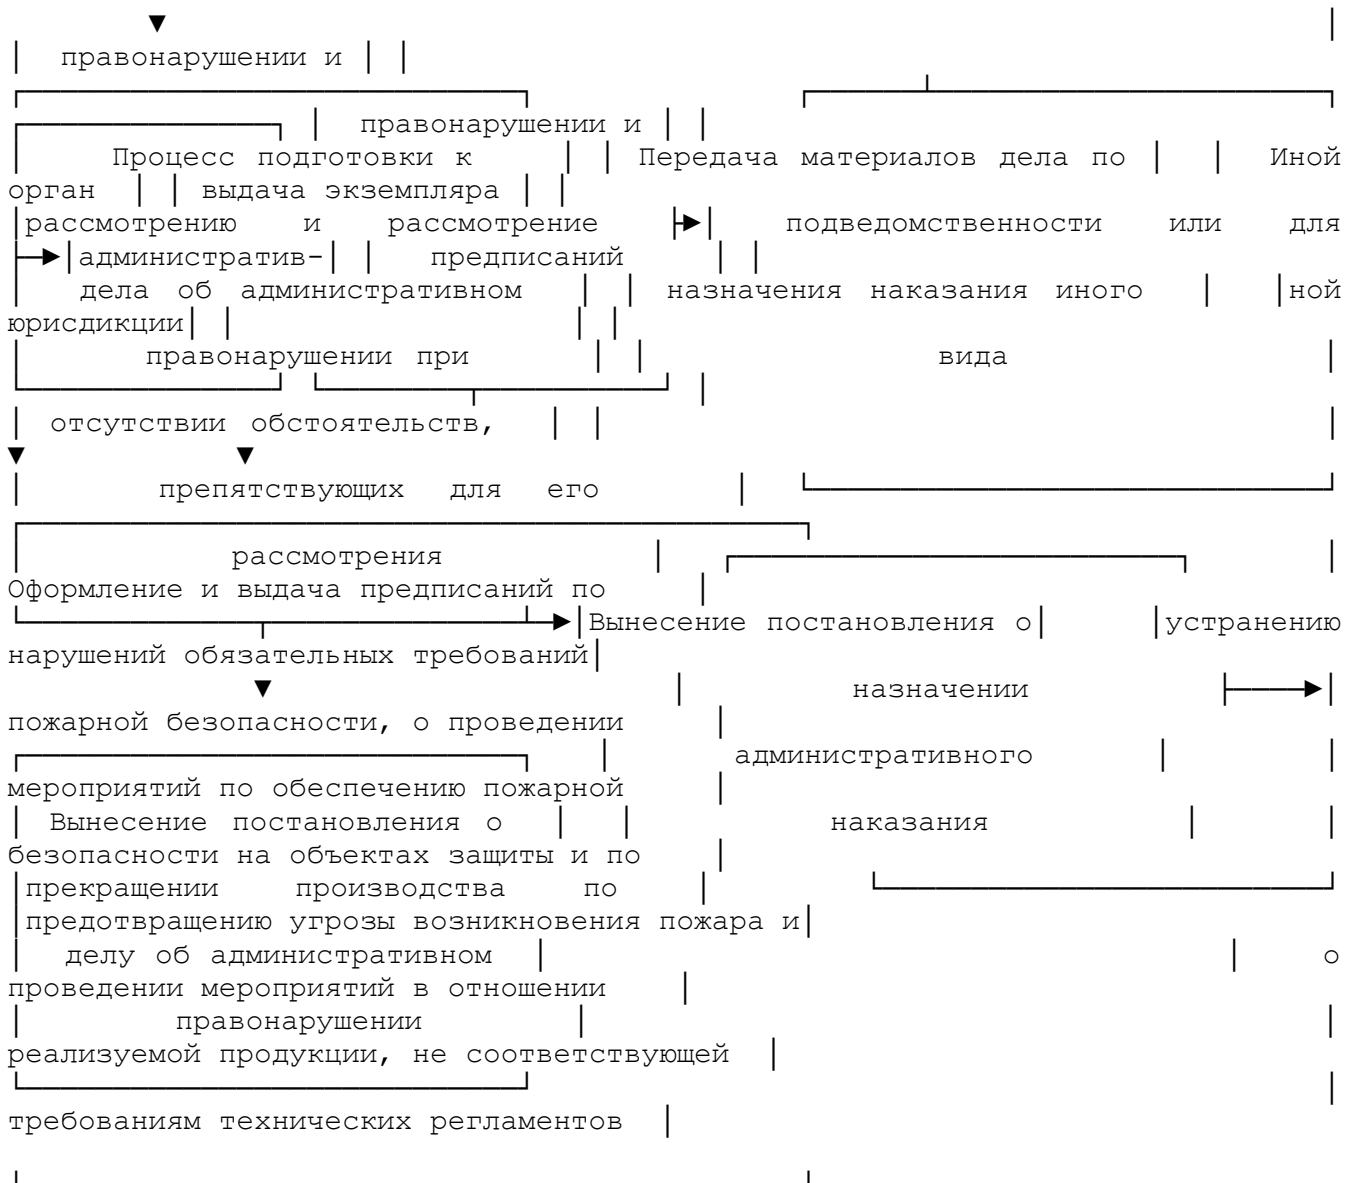 правонарушении и
правонарушении и
Процесс подготовки к Передача материалов дела по Иной
орган выдача экземпляра
рассмотрению и рассмотрение подведомственности или для
административ- предписаний
дела об административном назначения наказания иного ной
юрисдикции
правонарушении при вида
отсутствии обстоятельств,
препятствующих для его
рассмотрения
Оформление и выдача предписаний по
Вынесение постановления о устранению
нарушений обязательных требований
назначении
пожарной безопасности, о проведении
административного
мероприятий по обеспечению пожарной
Вынесение постановления о наказания
безопасности на объектах защиты и по
прекращении производства по
предотвращению угрозы возникновения пожара и
делу об административном о
проведении мероприятий в отношении
правонарушении
реализуемой продукции, не соответствующей
требованиям технических регламентов